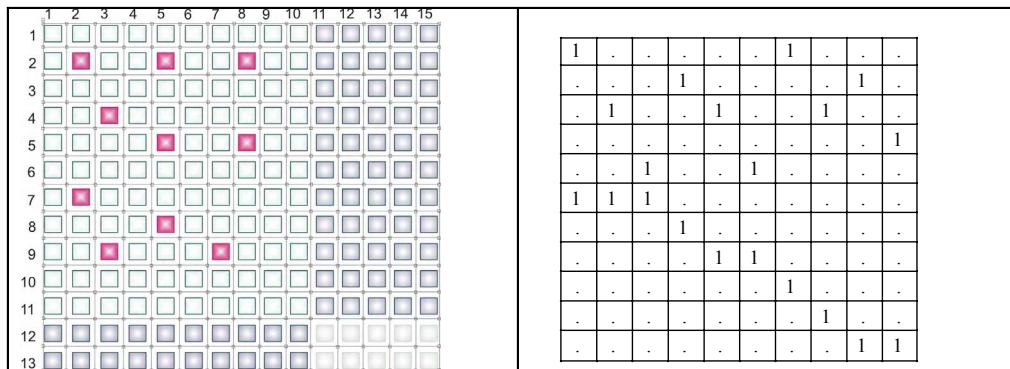 1 2 3 4 5 6 7 8 9 10 11 12 13 14 15
1
2
3
4
5
6
7
8
9
10
11
12
13
1 . . . . . 1 . . .
. . . 1 . . . . 1 .
. 1 . . 1 . . 1 . .
. . . . . . . . . 1
. . 1 . . 1 . . . .
1 1 1 . . . . . . .
. . . 1 . . . . . .
. . . . 1 1 . . . .
. . . . . . 1 . . .
. . . . . . . 1 . .
. . . . . . . . 1 1